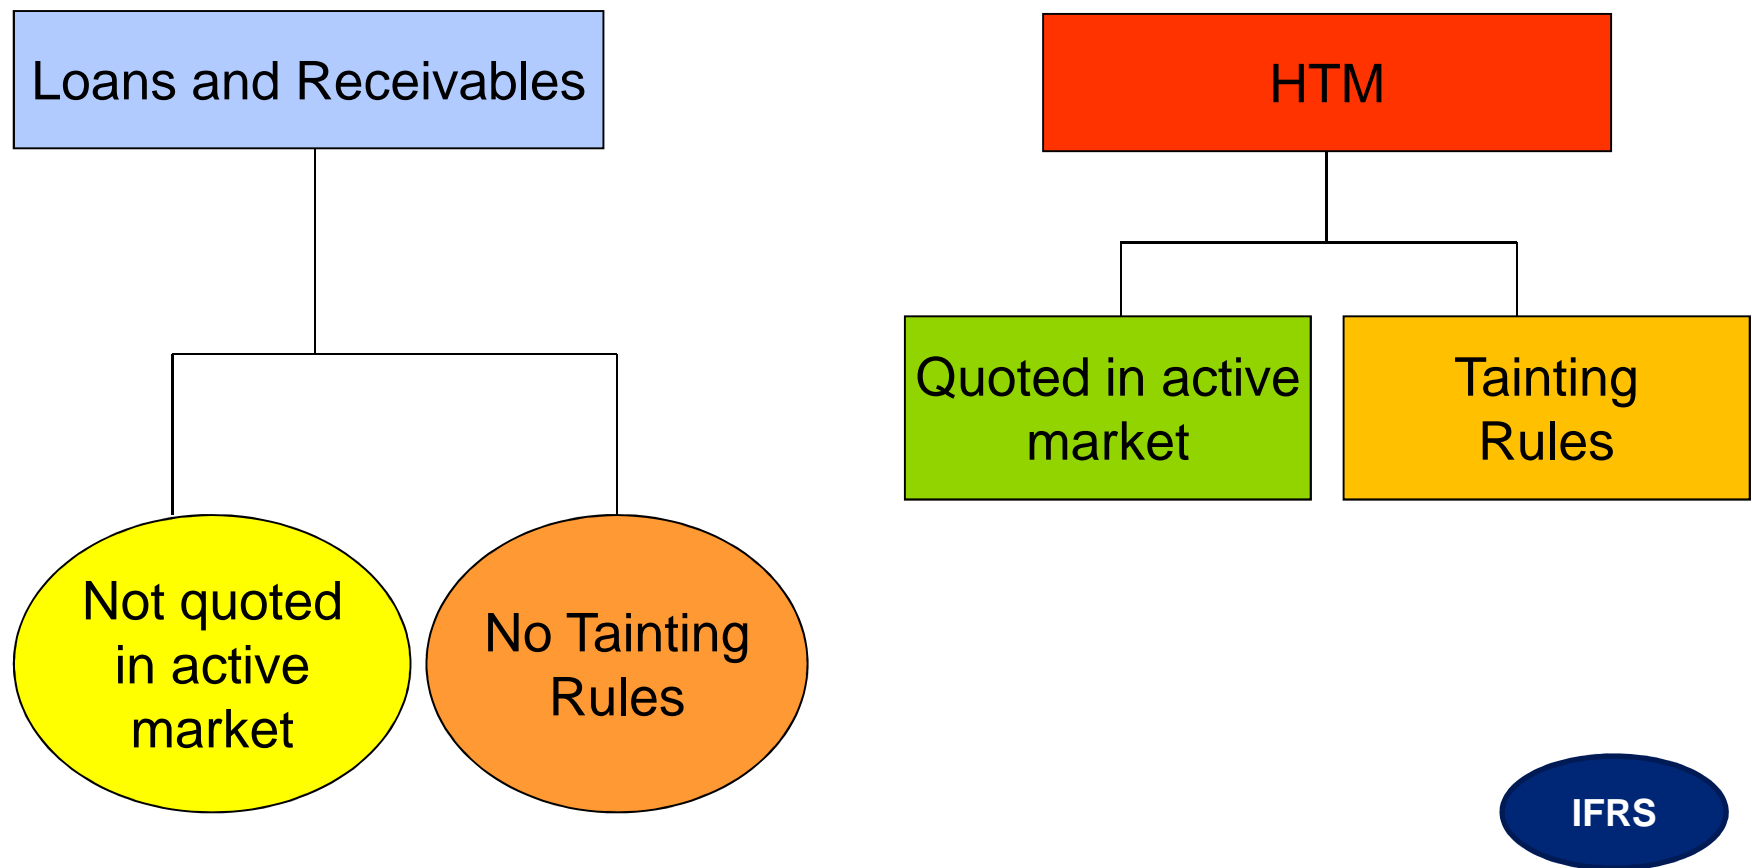 Loans and Receivables
HTM
Quoted in active
market
Tainting
Rules
Not quoted
in active
market
No Tainting
Rules
IFRS